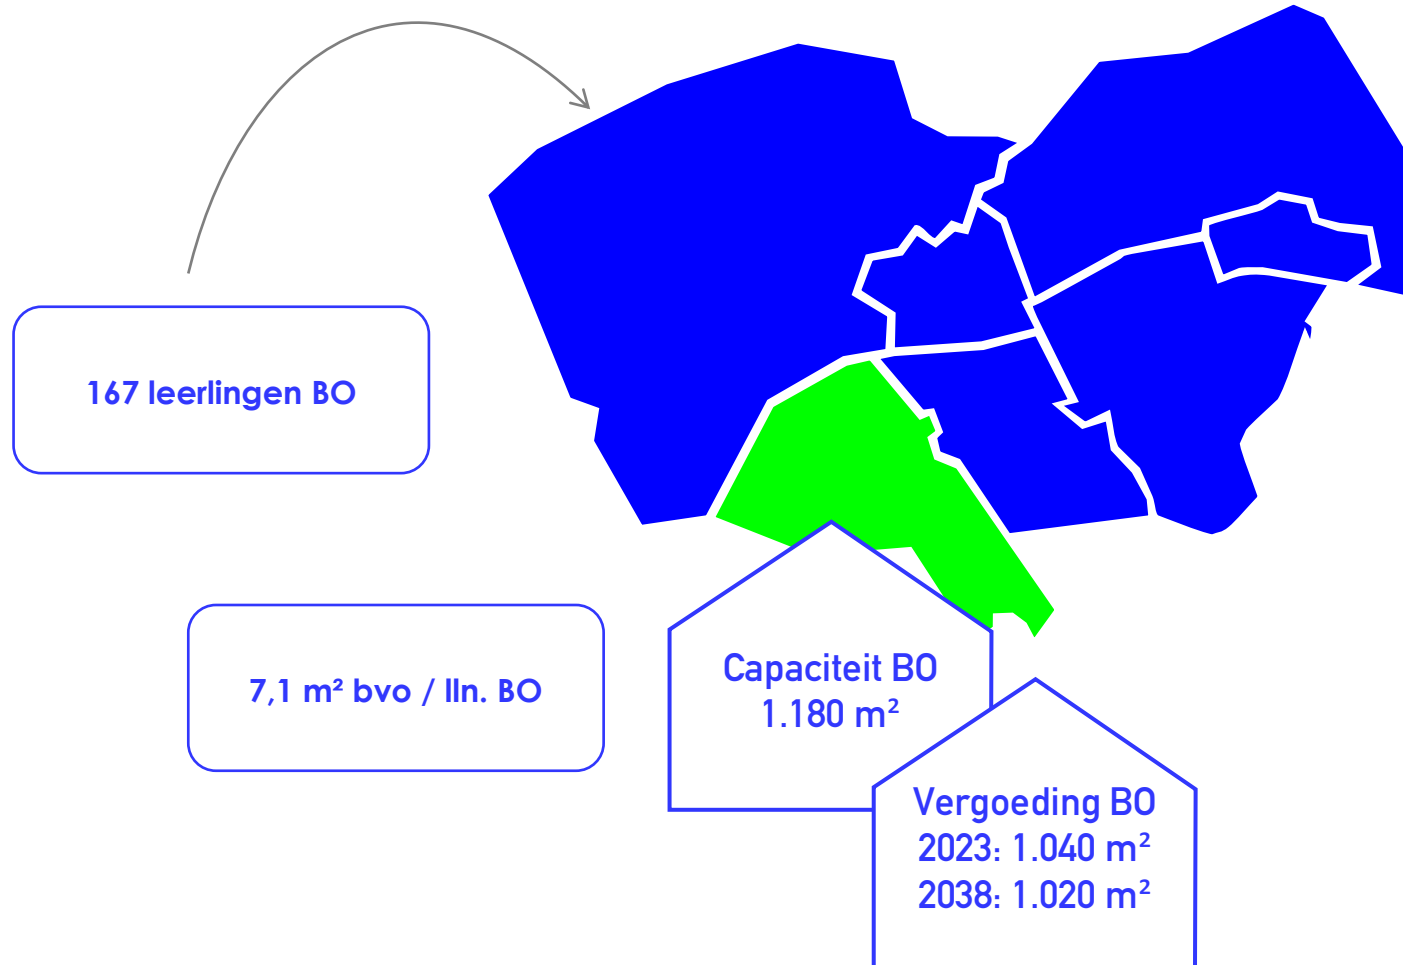 167 leerlingen BO
7,1 m² bvo / lln. BO
Capaciteit BO
1.180 m²
Vergoeding BO
2023: 1.040 m²
2038: 1.020 m²